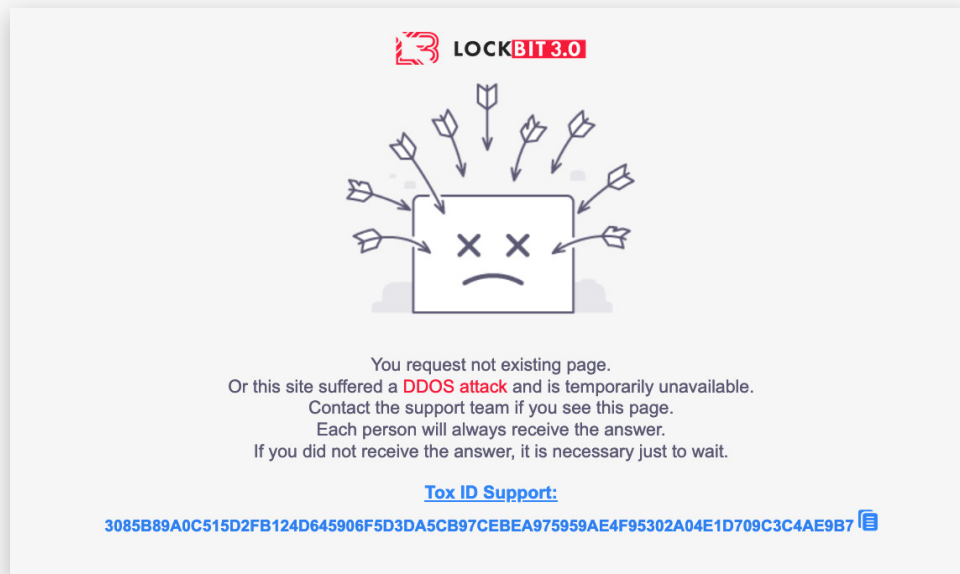 LOCKBIT 3.0
You request not existing page.
Or this site suffered a DDOS attack and is temporarily unavailable.
Contact the support team if you see this page.
Each person will always receive the answer.
If you did not receive the answer, it is necessary just to wait.
Tox ID Support:
3085B89A0C515D2FB124D645906F5D3DA5CB97CEBEA975959AE4F95302A04E1D709C3C4AE9B7